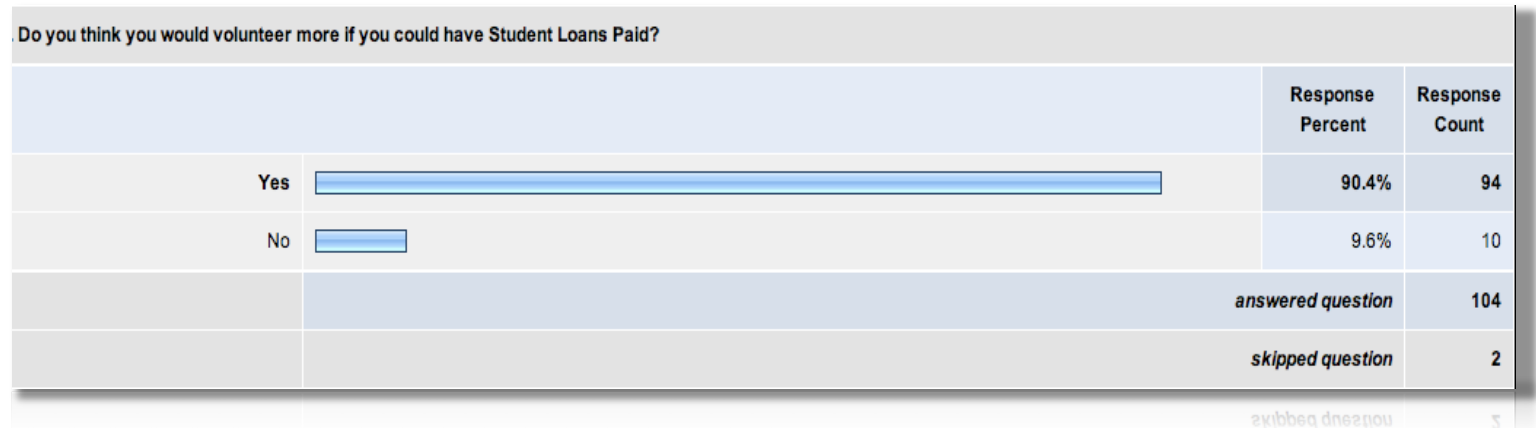 . Do you think you would volunteer more if you could have Student Loans Paid?
Response Percent Response Count
Yes 90.4% 94
No 9.6% 10
answered question 104
skipped question 2